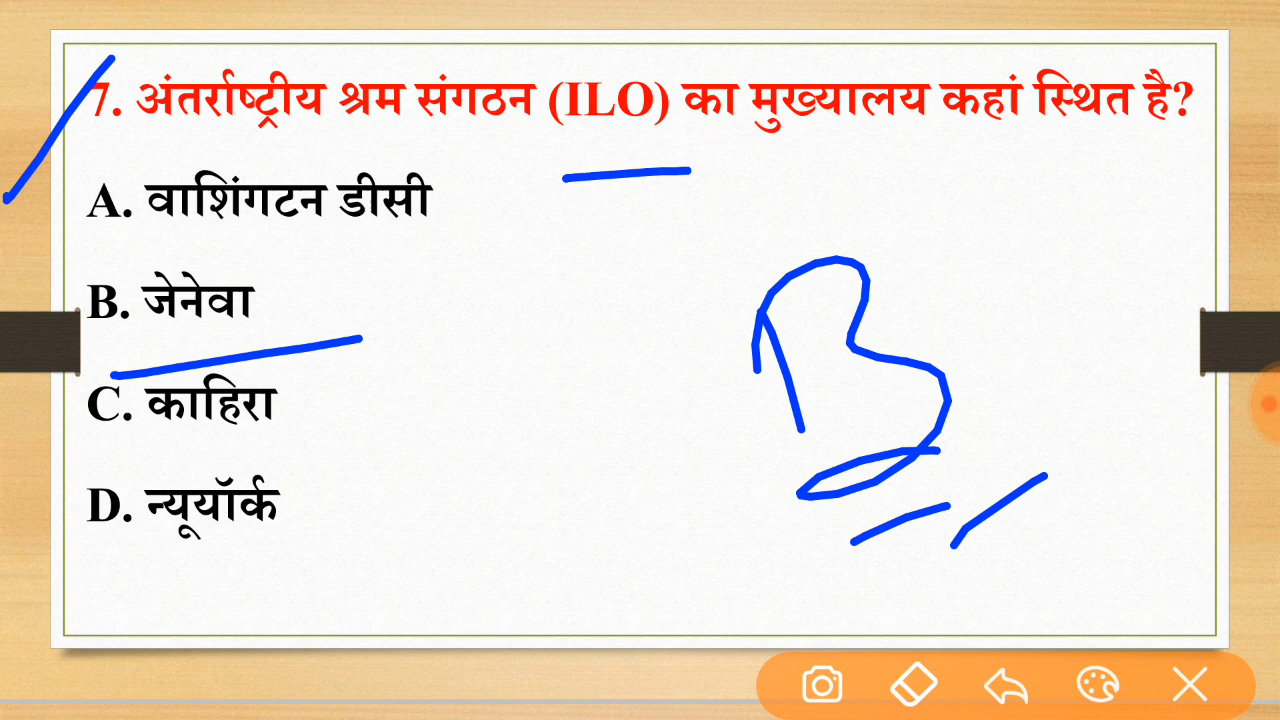 7. अंतर्राष्ट्रीय श्रम संगठन (ILO) का मुख्यालय कहां स्थित है?
A. वाशिंगटन डीसी
B. जेनेवा
B
C. काहिरा
D. न्यूयॉर्क